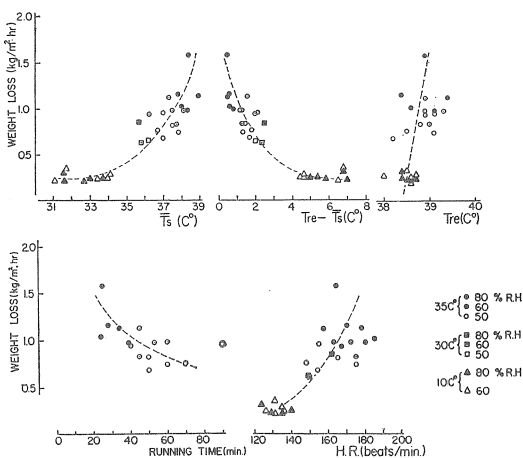 WEIGHT LOSS (kg/m²·hr)
2.0
1.5
1.0
0.5
31 33 35 37 39
T̄s (C°)
0 2 4 6 8
Tre– T̄s(C°)
38 39 40
Tre(C°)
WEIGHT LOSS(kg/m²·hr)
2.0
1.5
1.0
0.5
0 20 40 60 80
RUNNING TIME(min.)
120 140 160 180 200
H.R.(beats/min.)
35C° { 80 % R.H
60
50
30C° { 80 % R.H
60
50
10C° { 80 % R.H
60